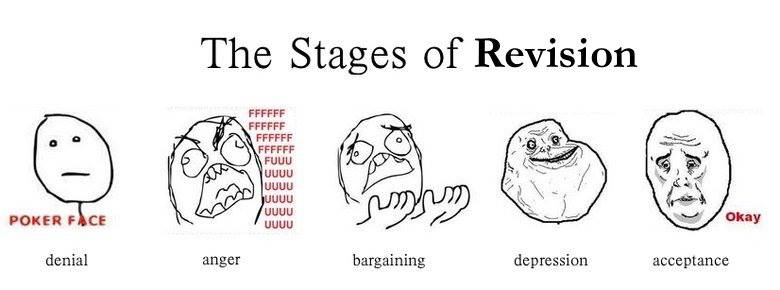 The Stages of Revision
POKER FACE
FFFFFF
FFFFFF
FFFFFF
FFFFFF
FUUU
UUUU
UUUU
UUUU
UUUU
UUUU
Okay
denial
anger
bargaining
depression
acceptance